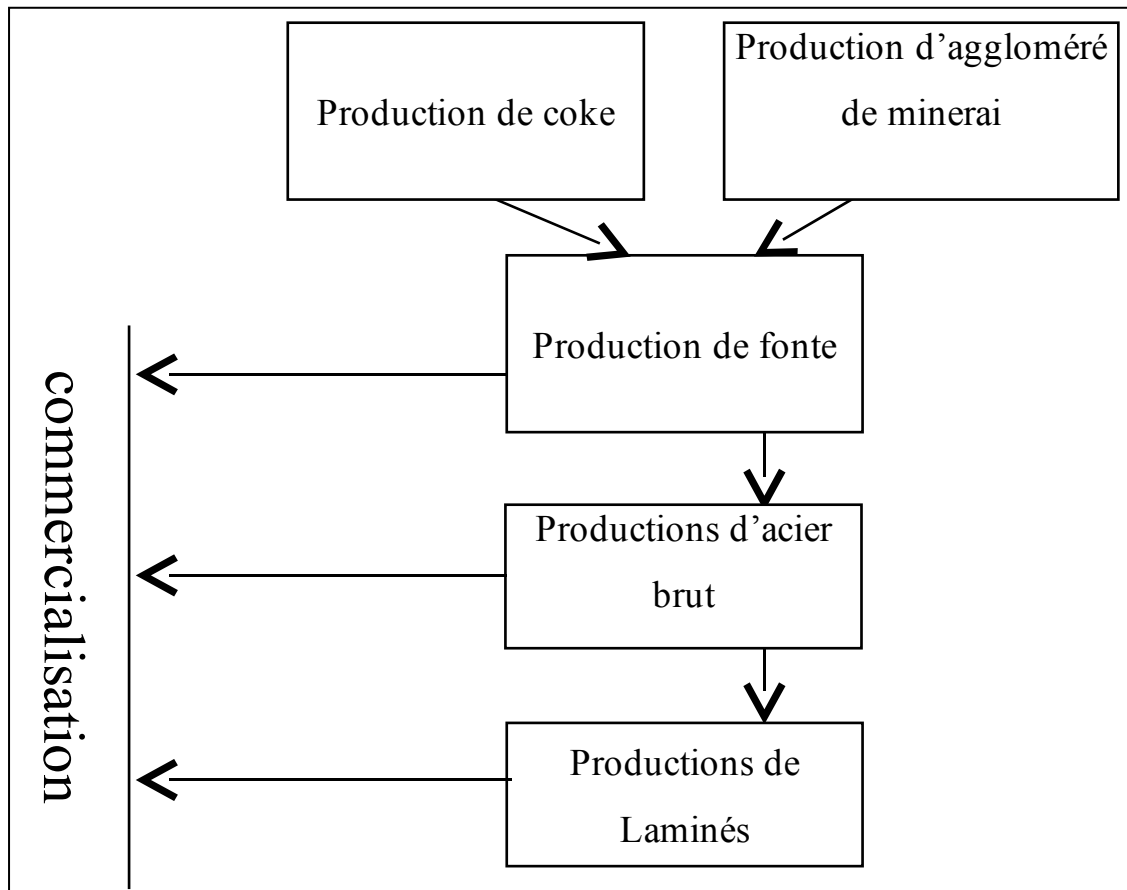 Production de coke
Production d’aggloméré
de minerai
Production de fonte
Productions d’acier
brut
Productions de
Laminés
commercialisation